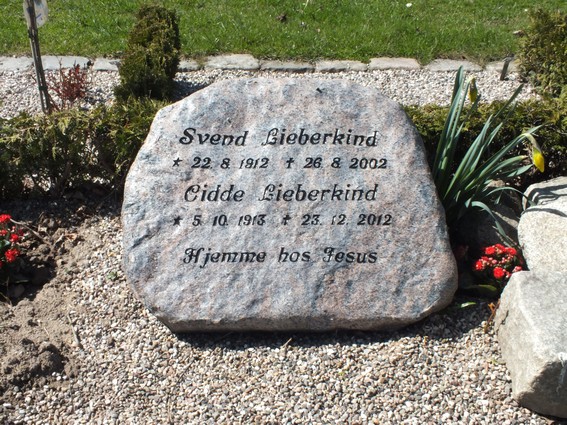 Svend Lieberkind
* 22. 8. 1912 † 26. 8. 2002
Gidde Lieberkind
* 5. 10. 1913 † 23. 12. 2012
Hjemme hos Jesus